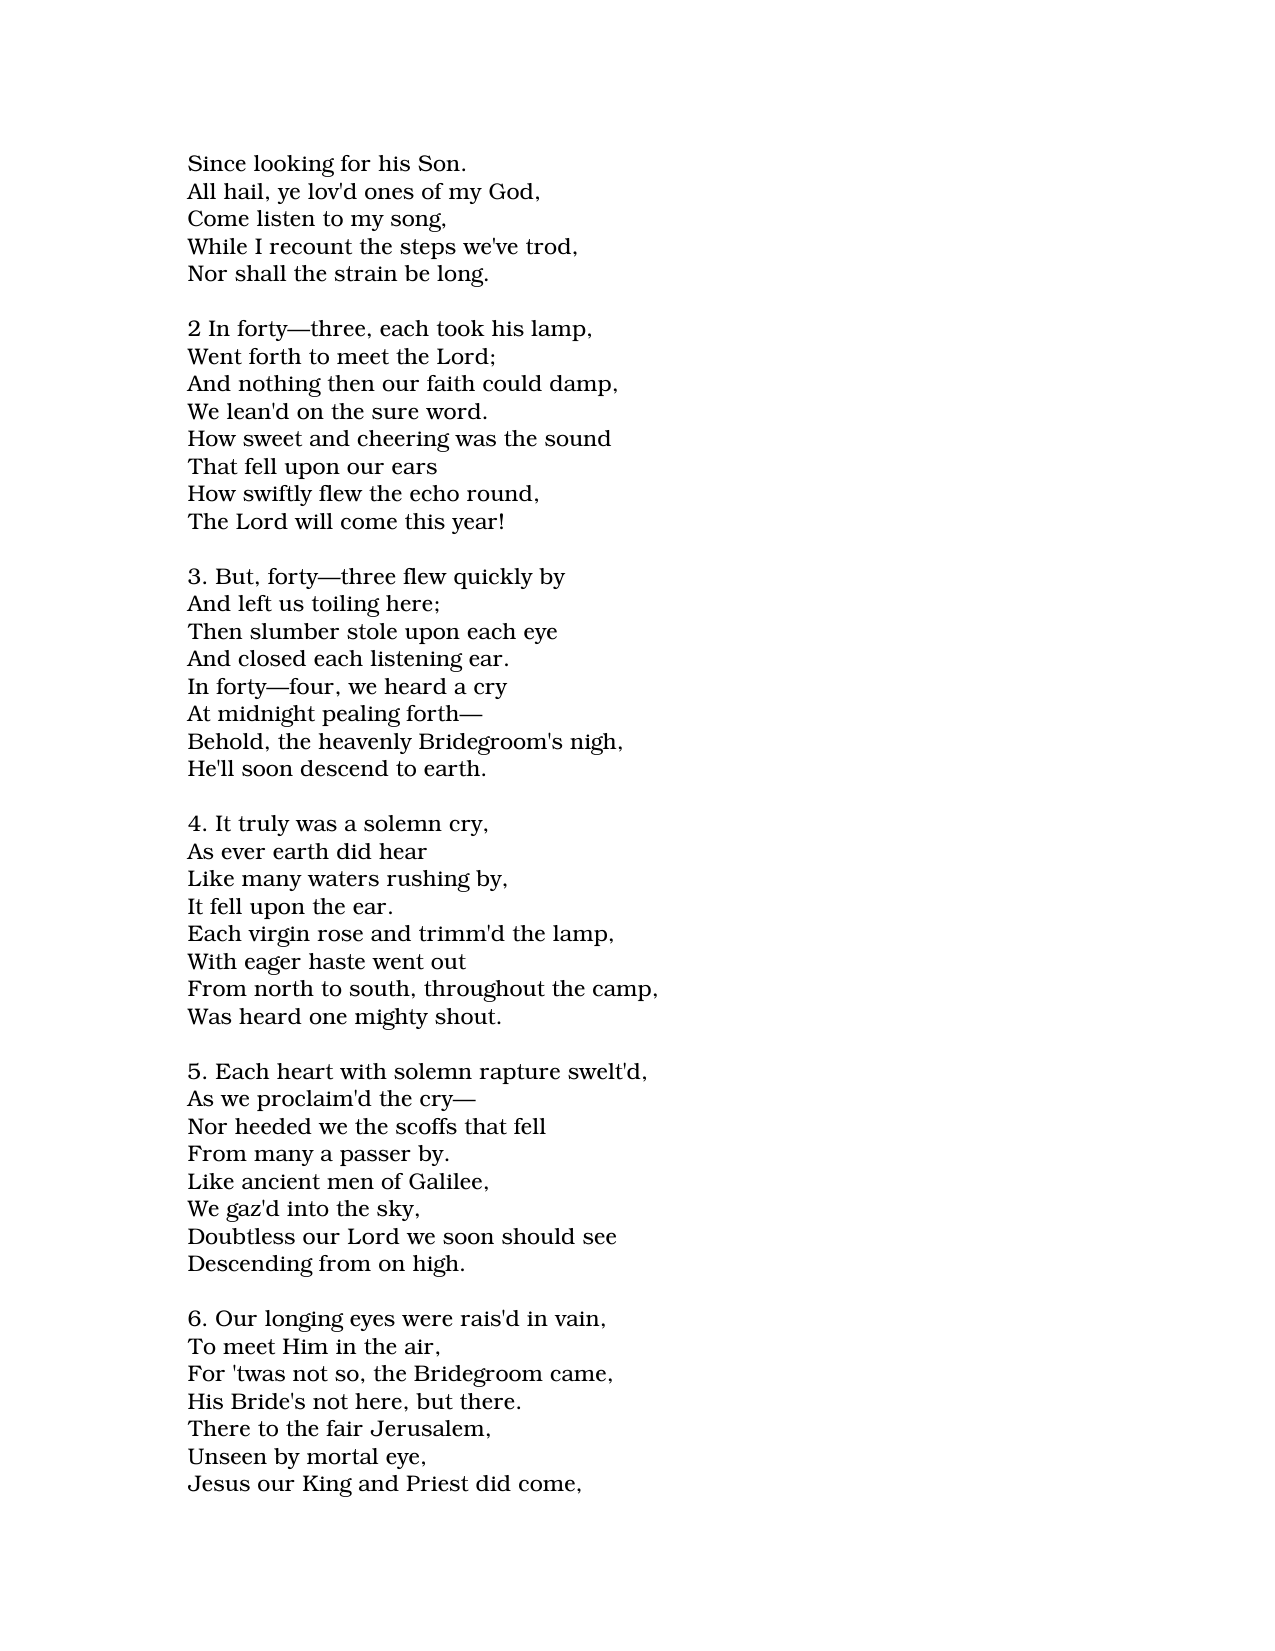 Since looking for his Son.
All hail, ye lov'd ones of my God,
Come listen to my song,
While I recount the steps we've trod,
Nor shall the strain be long.

2 In forty—three, each took his lamp,
Went forth to meet the Lord;
And nothing then our faith could damp,
We lean'd on the sure word.
How sweet and cheering was the sound
That fell upon our ears
How swiftly flew the echo round,
The Lord will come this year!

3. But, forty—three flew quickly by
And left us toiling here;
Then slumber stole upon each eye
And closed each listening ear.
In forty—four, we heard a cry
At midnight pealing forth—
Behold, the heavenly Bridegroom's nigh,
He'll soon descend to earth.

4. It truly was a solemn cry,
As ever earth did hear
Like many waters rushing by,
It fell upon the ear.
Each virgin rose and trimm'd the lamp,
With eager haste went out
From north to south, throughout the camp,
Was heard one mighty shout.

5. Each heart with solemn rapture swelt'd,
As we proclaim'd the cry—
Nor heeded we the scoffs that fell
From many a passer by.
Like ancient men of Galilee,
We gaz'd into the sky,
Doubtless our Lord we soon should see
Descending from on high.

6. Our longing eyes were rais'd in vain,
To meet Him in the air,
For 'twas not so, the Bridegroom came,
His Bride's not here, but there.
There to the fair Jerusalem,
Unseen by mortal eye,
Jesus our King and Priest did come,